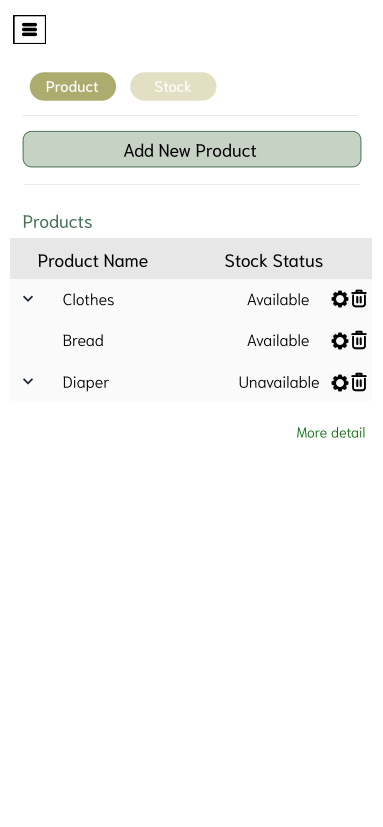 Product Stock
Add New Product
Products
Product Name Stock Status
Clothes Available
Bread Available
Diaper Unavailable
More detail